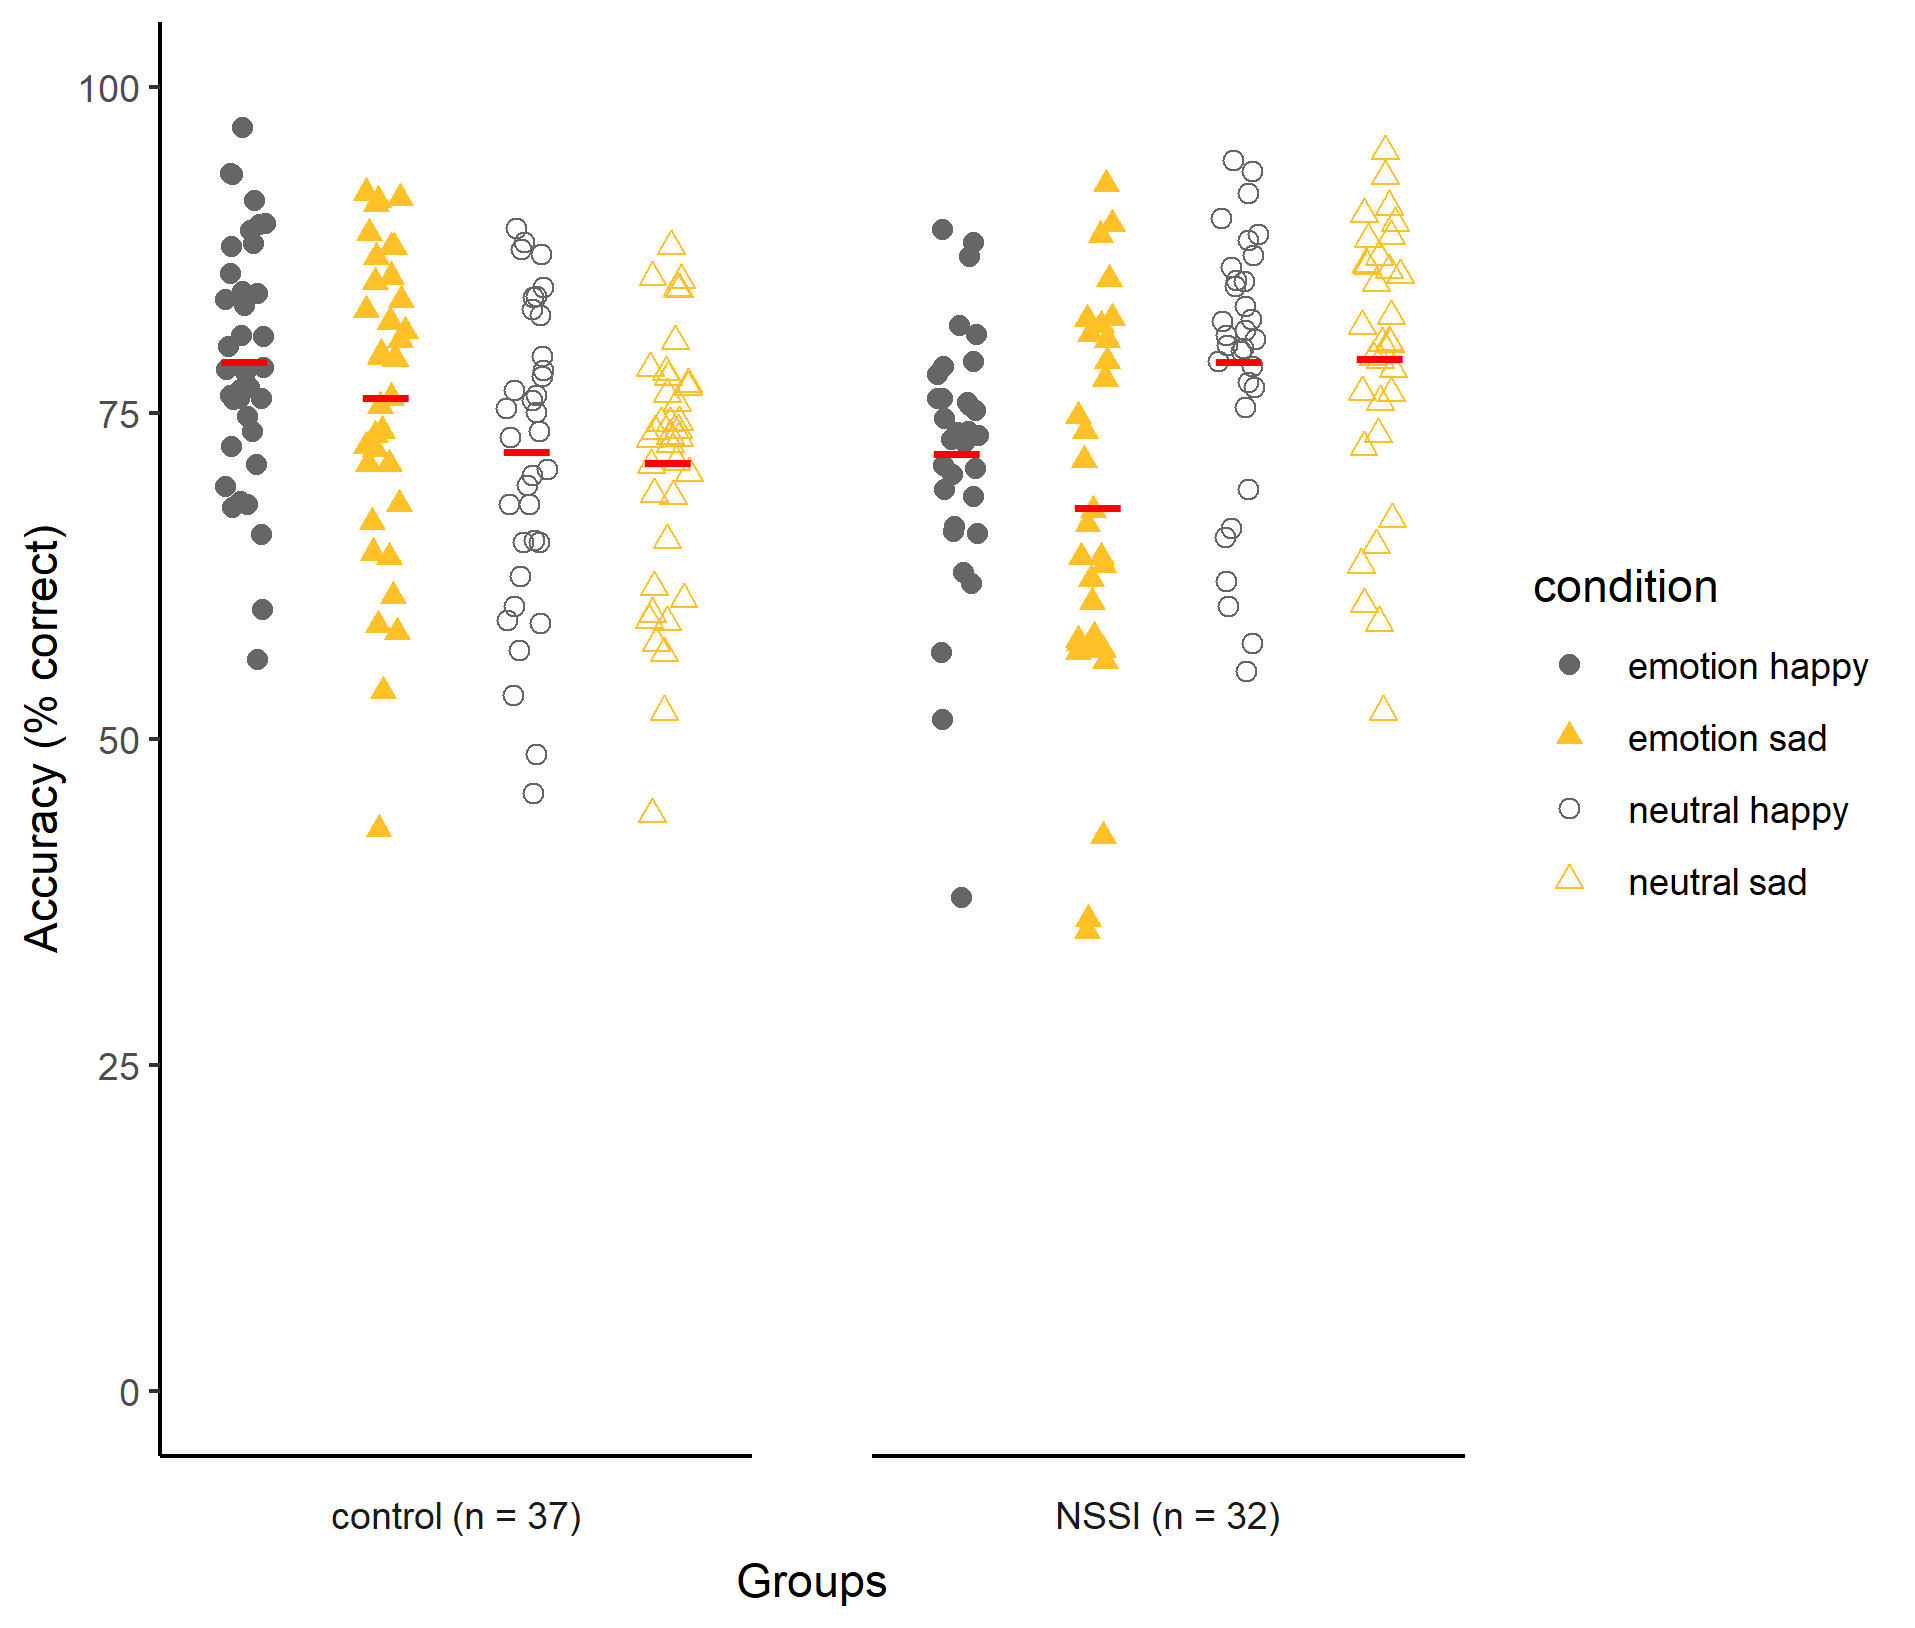 100
75
50
25
0
Accuracy (% correct)
control (n = 37)
NSSI (n = 32)
Groups
condition
emotion happy
emotion sad
neutral happy
neutral sad